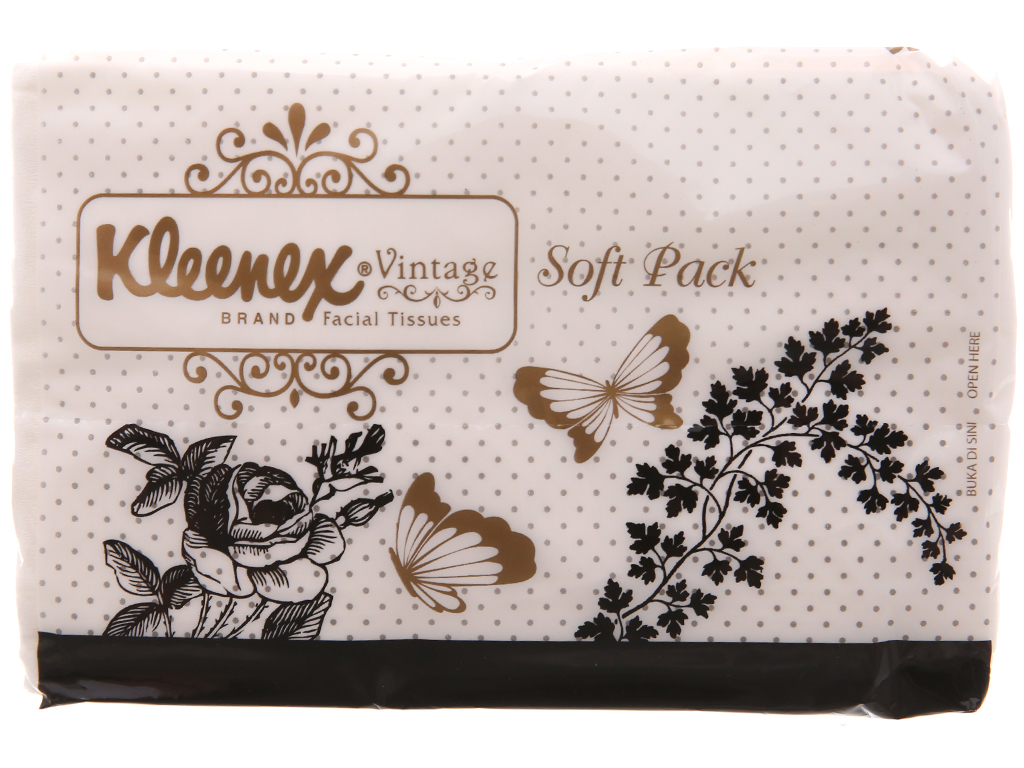 Kleenex® Vintage
BRAND Facial Tissues
Soft Pack
BUKA DI SINI OPEN HERE